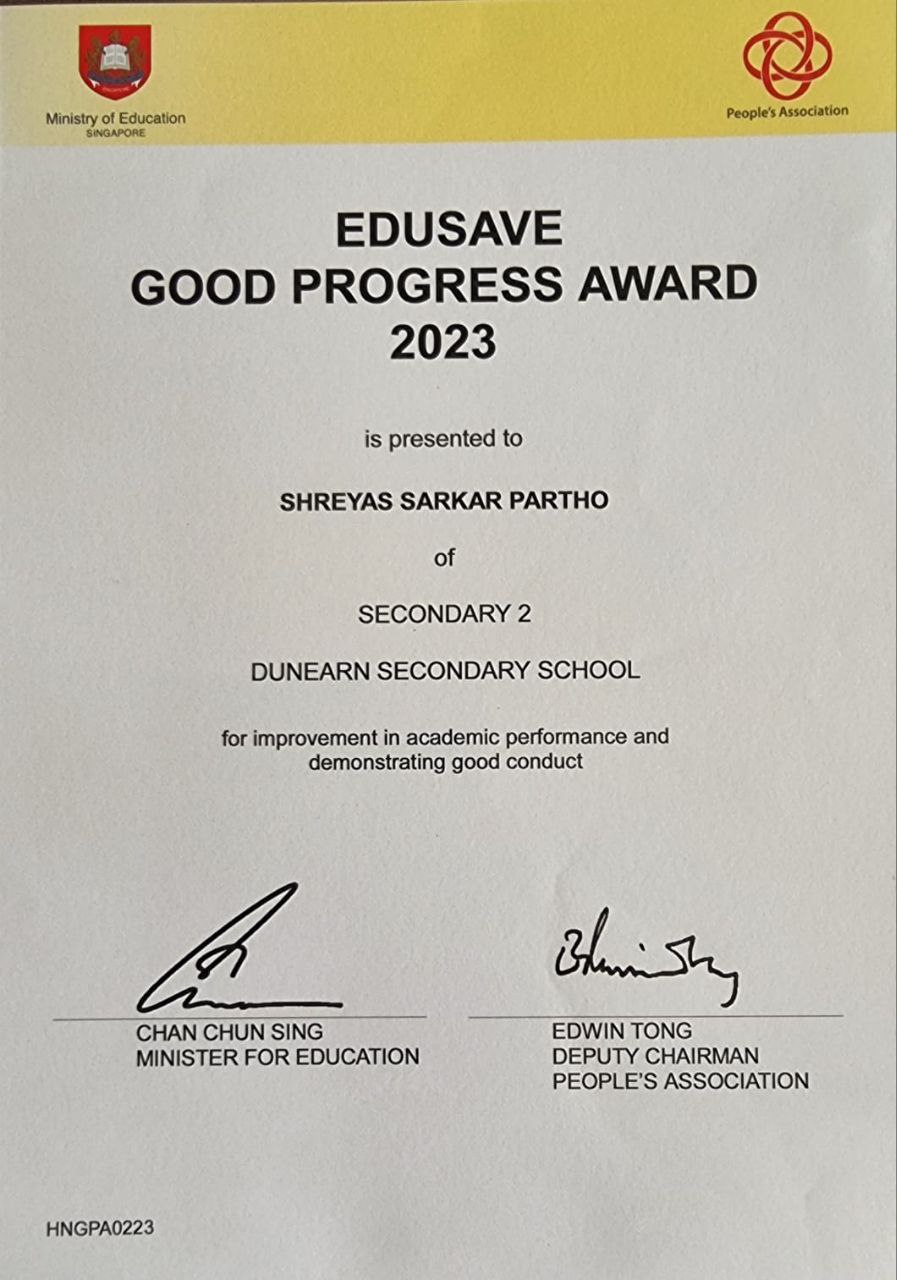 Ministry of Education
SINGAPORE
People's Association
EDUSAVE
GOOD PROGRESS AWARD
2023
is presented to
SHREYAS SARKAR PARTHO
of
SECONDARY 2
DUNEARN SECONDARY SCHOOL
for improvement in academic performance and
demonstrating good conduct
CHAN CHUN SING
MINISTER FOR EDUCATION
EDWIN TONG
DEPUTY CHAIRMAN
PEOPLE'S ASSOCIATION
HNGPA0223